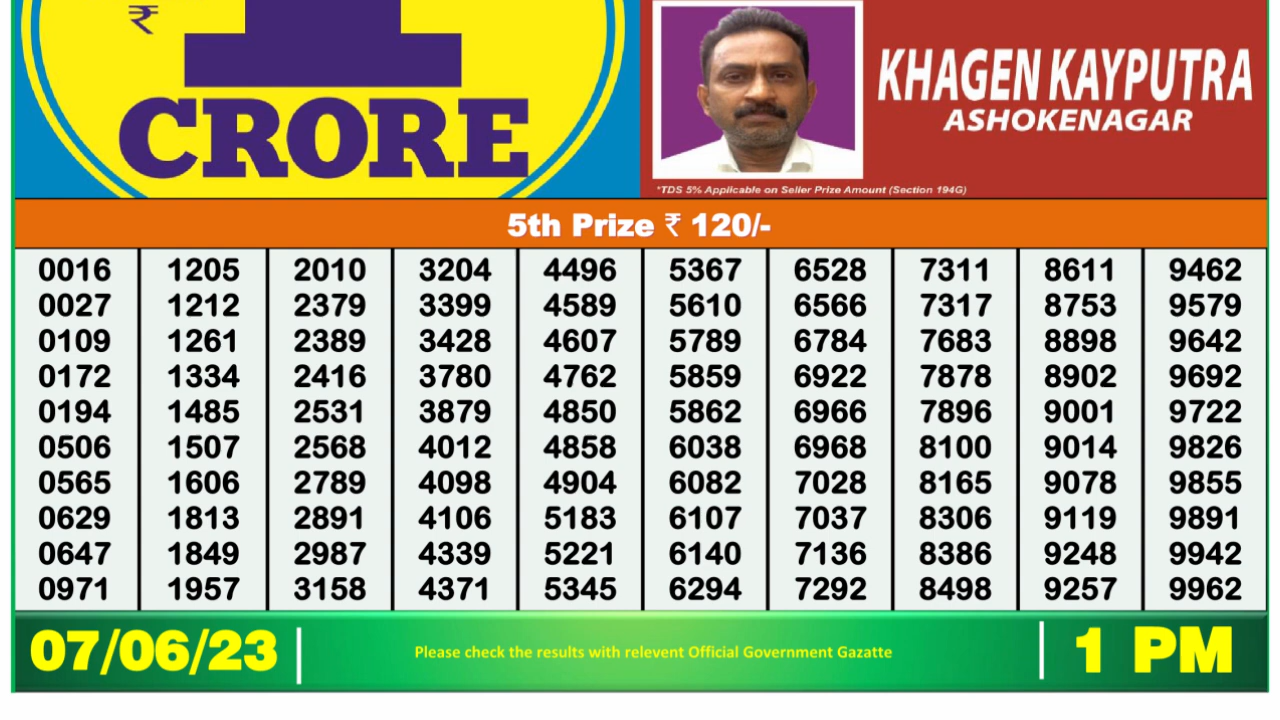 ₹ 1
CRORE
KHAGEN KAYPUTRA
ASHOKENAGAR
*TDS 5% Applicable on Seller Prize Amount (Section 194G)
5th Prize ₹ 120/-
0016 1205 2010 3204 4496 5367 6528 7311 8611 9462
0027 1212 2379 3399 4589 5610 6566 7317 8753 9579
0109 1261 2389 3428 4607 5789 6784 7683 8898 9642
0172 1334 2416 3780 4762 5859 6922 7878 8902 9692
0194 1485 2531 3879 4850 5862 6966 7896 9001 9722
0506 1507 2568 4012 4858 6038 6968 8100 9014 9826
0565 1606 2789 4098 4904 6082 7028 8165 9078 9855
0629 1813 2891 4106 5183 6107 7037 8306 9119 9891
0647 1849 2987 4339 5221 6140 7136 8386 9248 9942
0971 1957 3158 4371 5345 6294 7292 8498 9257 9962
07/06/23
Please check the results with relevent Official Government Gazatte
1 PM